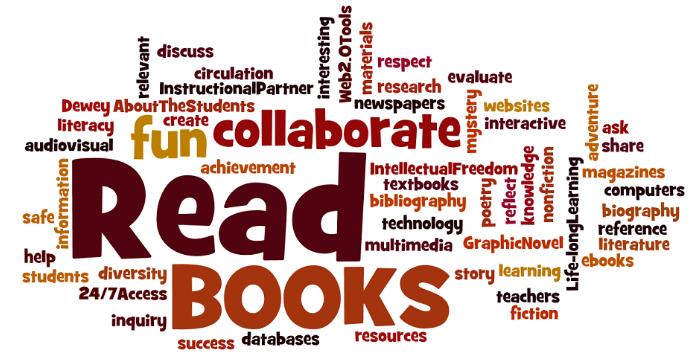 relevant
discuss
interesting
Web2.0Tools
materials
respect
circulation
InstructionalPartner
research
evaluate
Dewey
AboutTheStudents
newspapers
mystery
websites
adventure
literacy
fun
create
collaborate
interactive
ask
audiovisual
share
information
Read
achievement
IntellectualFreedom
textbooks
bibliography
poetry
reflect
knowledge
nonfiction
Life-longLearning
magazines
computers
safe
technology
biography
reference
help
multimedia
GraphicNovel
literature
students
diversity
BOOKS
story
learning
ebooks
24/7Access
teachers
inquiry
fiction
success
databases
resources